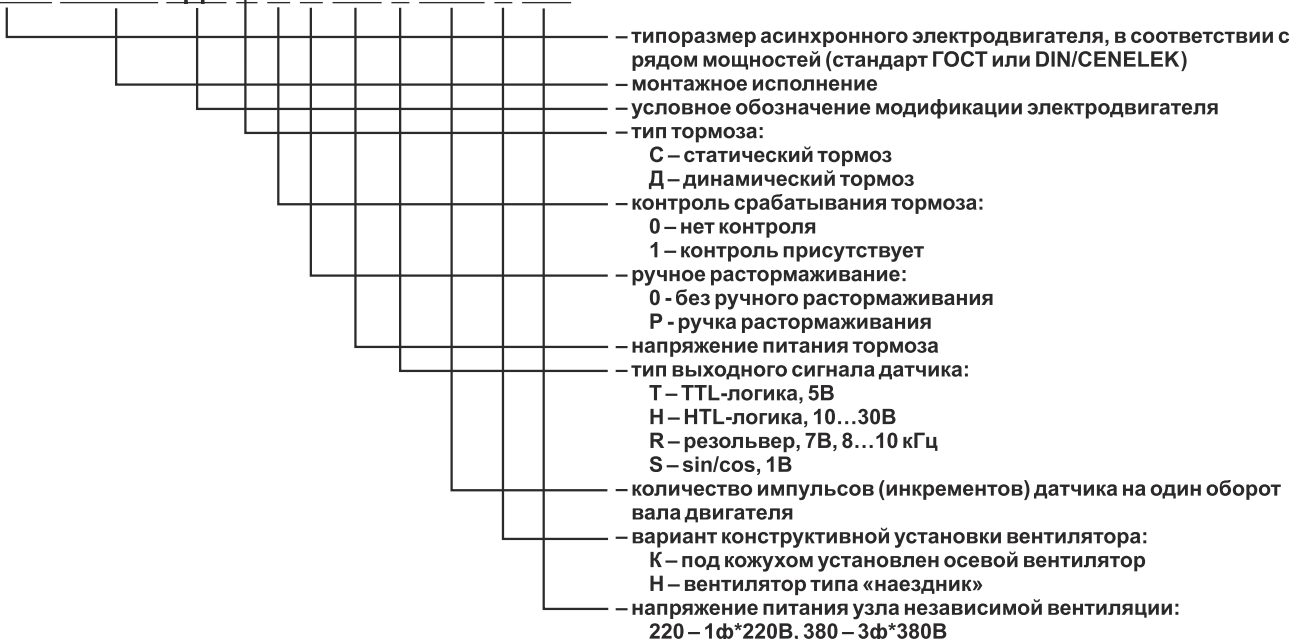 – типоразмер асинхронного электродвигателя, в соответствии с
рядом мощностей (стандарт ГОСТ или DIN/CENELEK)
– монтажное исполнение
– условное обозначение модификации электродвигателя
– тип тормоза:
С – статический тормоз
Д – динамический тормоз
– контроль срабатывания тормоза:
0 – нет контроля
1 – контроль присутствует
– ручное растормаживание:
0 - без ручного растормаживания
Р - ручка растормаживания
– напряжение питания тормоза
– тип выходного сигнала датчика:
Т – TTL-логика, 5В
Н – HTL-логика, 10...30В
R – резольвер, 7В, 8...10 кГц
S – sin/cos, 1В
– количество импульсов (инкрементов) датчика на один оборот
вала двигателя
– вариант конструктивной установки вентилятора:
К – под кожухом установлен осевой вентилятор
Н – вентилятор типа «наездник»
– напряжение питания узла независимой вентиляции:
220 – 1ф*220В, 380 – 3ф*380В